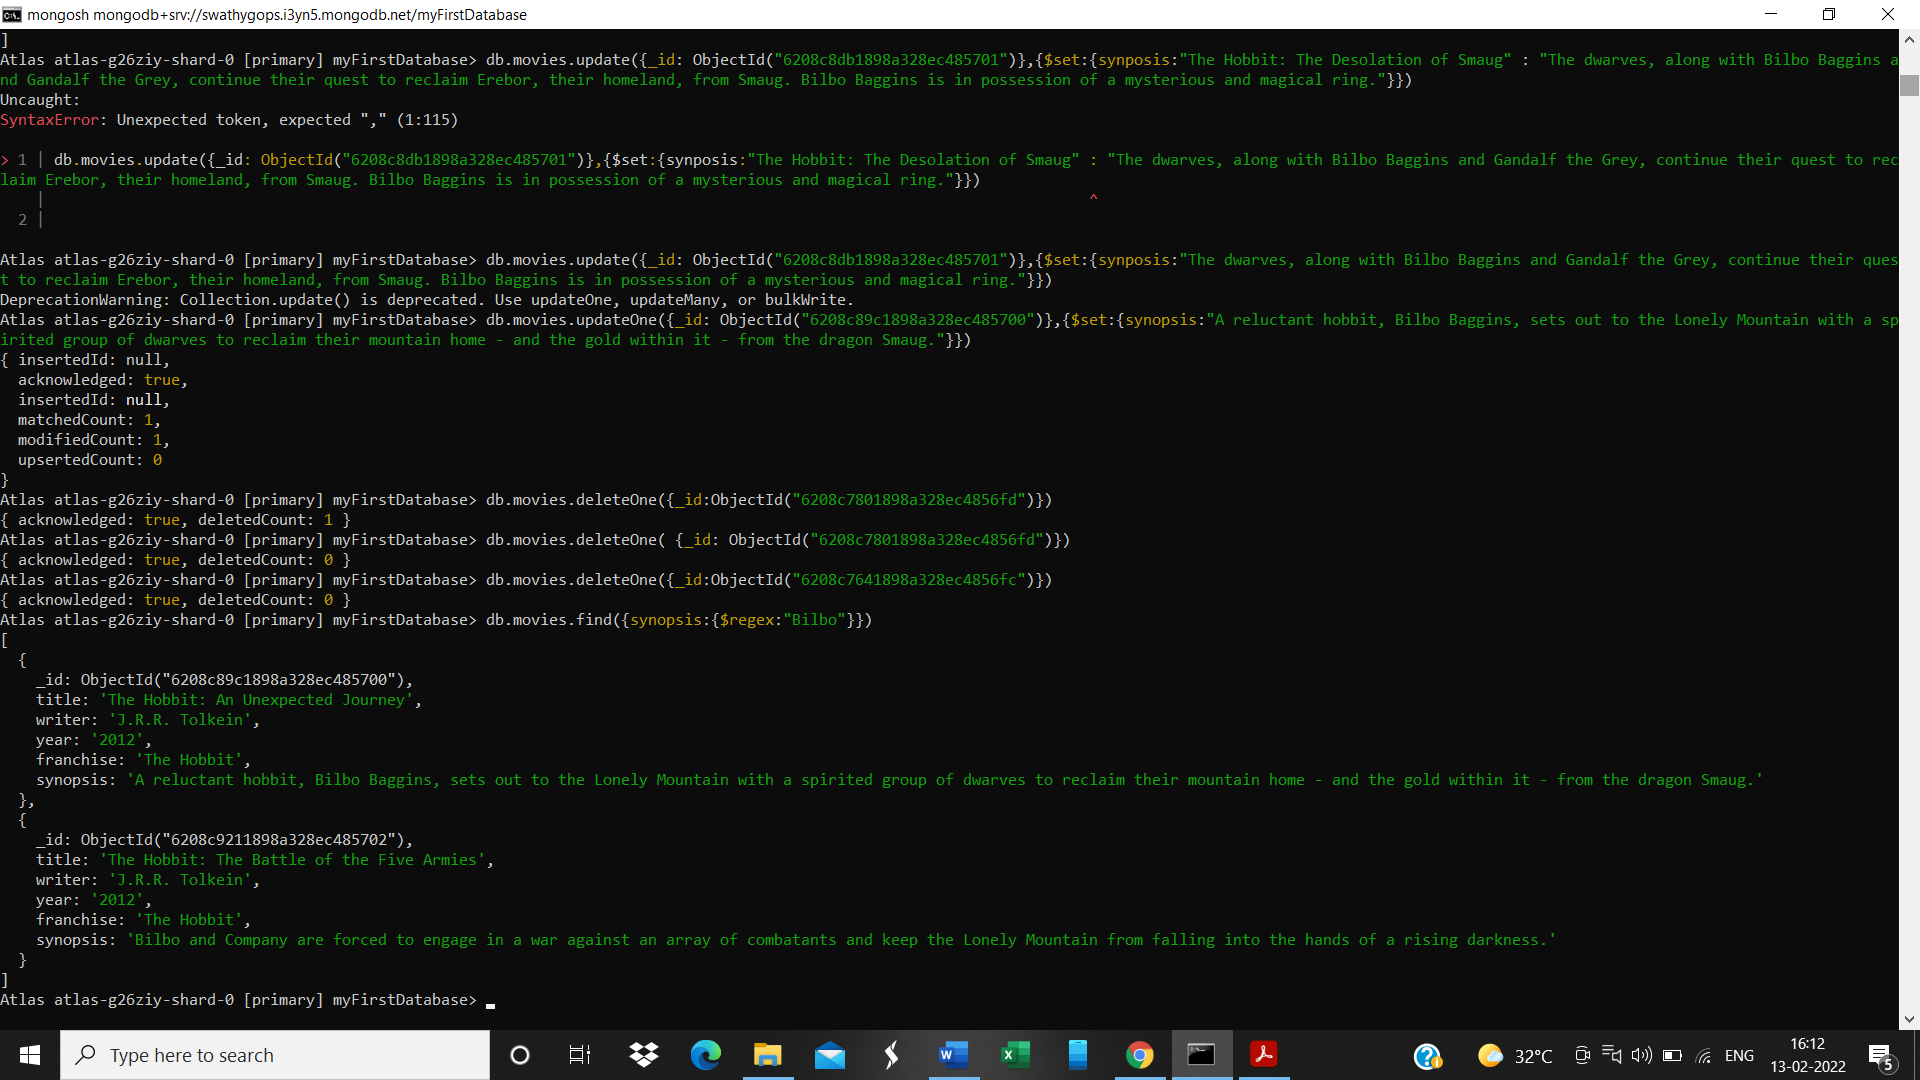 mongosh mongodb+srv://swathygops.i3yn5.mongodb.net/myFirstDatabase
]
Atlas atlas-g26ziy-shard-0 [primary] myFirstDatabase> db.movies.update({_id: ObjectId("6208c8db1898a328ec485701")},{$set:{synposis:"The Hobbit: The Desolation of Smaug" : "The dwarves, along with Bilbo Baggins a
nd Gandalf the Grey, continue their quest to reclaim Erebor, their homeland, from Smaug. Bilbo Baggins is in possession of a mysterious and magical ring."}})
Uncaught:
SyntaxError: Unexpected token, expected "," (1:115)
> 1 | db.movies.update({_id: ObjectId("6208c8db1898a328ec485701")},{$set:{synposis:"The Hobbit: The Desolation of Smaug" : "The dwarves, along with Bilbo Baggins and Gandalf the Grey, continue their quest to rec
laim Erebor, their homeland, from Smaug. Bilbo Baggins is in possession of a mysterious and magical ring."}})
| ^
2 |
Atlas atlas-g26ziy-shard-0 [primary] myFirstDatabase> db.movies.update({_id: ObjectId("6208c8db1898a328ec485701")},{$set:{synposis:"The dwarves, along with Bilbo Baggins and Gandalf the Grey, continue their ques
t to reclaim Erebor, their homeland, from Smaug. Bilbo Baggins is in possession of a mysterious and magical ring."}})
DeprecationWarning: Collection.update() is deprecated. Use updateOne, updateMany, or bulkWrite.
Atlas atlas-g26ziy-shard-0 [primary] myFirstDatabase> db.movies.updateOne({_id: ObjectId("6208c89c1898a328ec485700")},{$set:{synopsis:"A reluctant hobbit, Bilbo Baggins, sets out to the Lonely Mountain with a sp
irited group of dwarves to reclaim their mountain home - and the gold within it - from the dragon Smaug."}})
{ insertedId: null,
acknowledged: true,
insertedId: null,
matchedCount: 1,
modifiedCount: 1,
upsertedCount: 0
}
Atlas atlas-g26ziy-shard-0 [primary] myFirstDatabase> db.movies.deleteOne({_id:ObjectId("6208c7801898a328ec4856fd")})
{ acknowledged: true, deletedCount: 1 }
Atlas atlas-g26ziy-shard-0 [primary] myFirstDatabase> db.movies.deleteOne( {_id: ObjectId("6208c7801898a328ec4856fd")})
{ acknowledged: true, deletedCount: 0 }
Atlas atlas-g26ziy-shard-0 [primary] myFirstDatabase> db.movies.deleteOne({_id:ObjectId("6208c7641898a328ec4856fc")})
{ acknowledged: true, deletedCount: 0 }
Atlas atlas-g26ziy-shard-0 [primary] myFirstDatabase> db.movies.find({synopsis:{$regex:"Bilbo"}})
[
{
_id: ObjectId("6208c89c1898a328ec485700"),
title: 'The Hobbit: An Unexpected Journey',
writer: 'J.R.R. Tolkein',
year: '2012',
franchise: 'The Hobbit',
synopsis: 'A reluctant hobbit, Bilbo Baggins, sets out to the Lonely Mountain with a spirited group of dwarves to reclaim their mountain home - and the gold within it - from the dragon Smaug.'
},
{
_id: ObjectId("6208c9211898a328ec485702"),
title: 'The Hobbit: The Battle of the Five Armies',
writer: 'J.R.R. Tolkein',
year: '2012',
franchise: 'The Hobbit',
synopsis: 'Bilbo and Company are forced to engage in a war against an array of combatants and keep the Lonely Mountain from falling into the hands of a rising darkness.'
}
]
Atlas atlas-g26ziy-shard-0 [primary] myFirstDatabase> _
Type here to search
32°C
ENG
16:12
13-02-2022
5